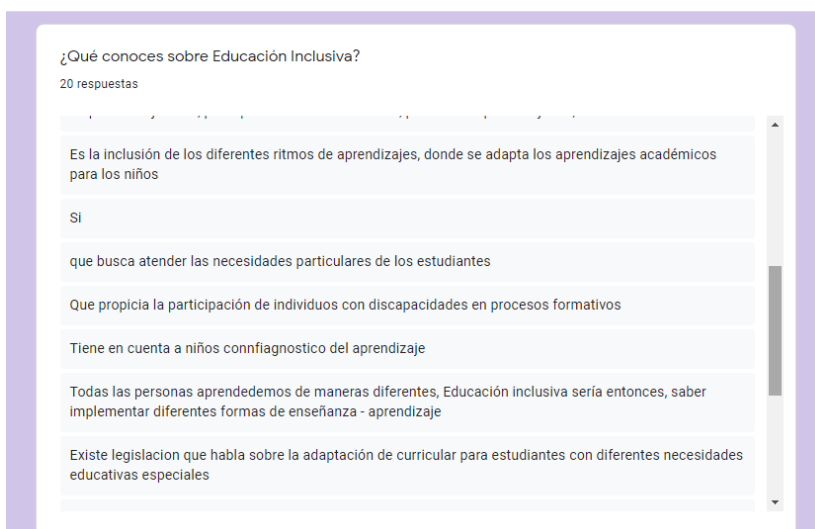 ¿Qué conoces sobre Educación Inclusiva?
20 respuestas
Es la inclusión de los diferentes ritmos de aprendizajes, donde se adapta los aprendizajes académicos
para los niños
Si
que busca atender las necesidades particulares de los estudiantes
Que propicia la participación de individuos con discapacidades en procesos formativos
Tiene en cuenta a niños connfiagnostico del aprendizaje
Todas las personas aprendedemos de maneras diferentes, Educación inclusiva sería entonces, saber
implementar diferentes formas de enseñanza - aprendizaje
Existe legislacion que habla sobre la adaptación de curricular para estudiantes con diferentes necesidades
educativas especiales